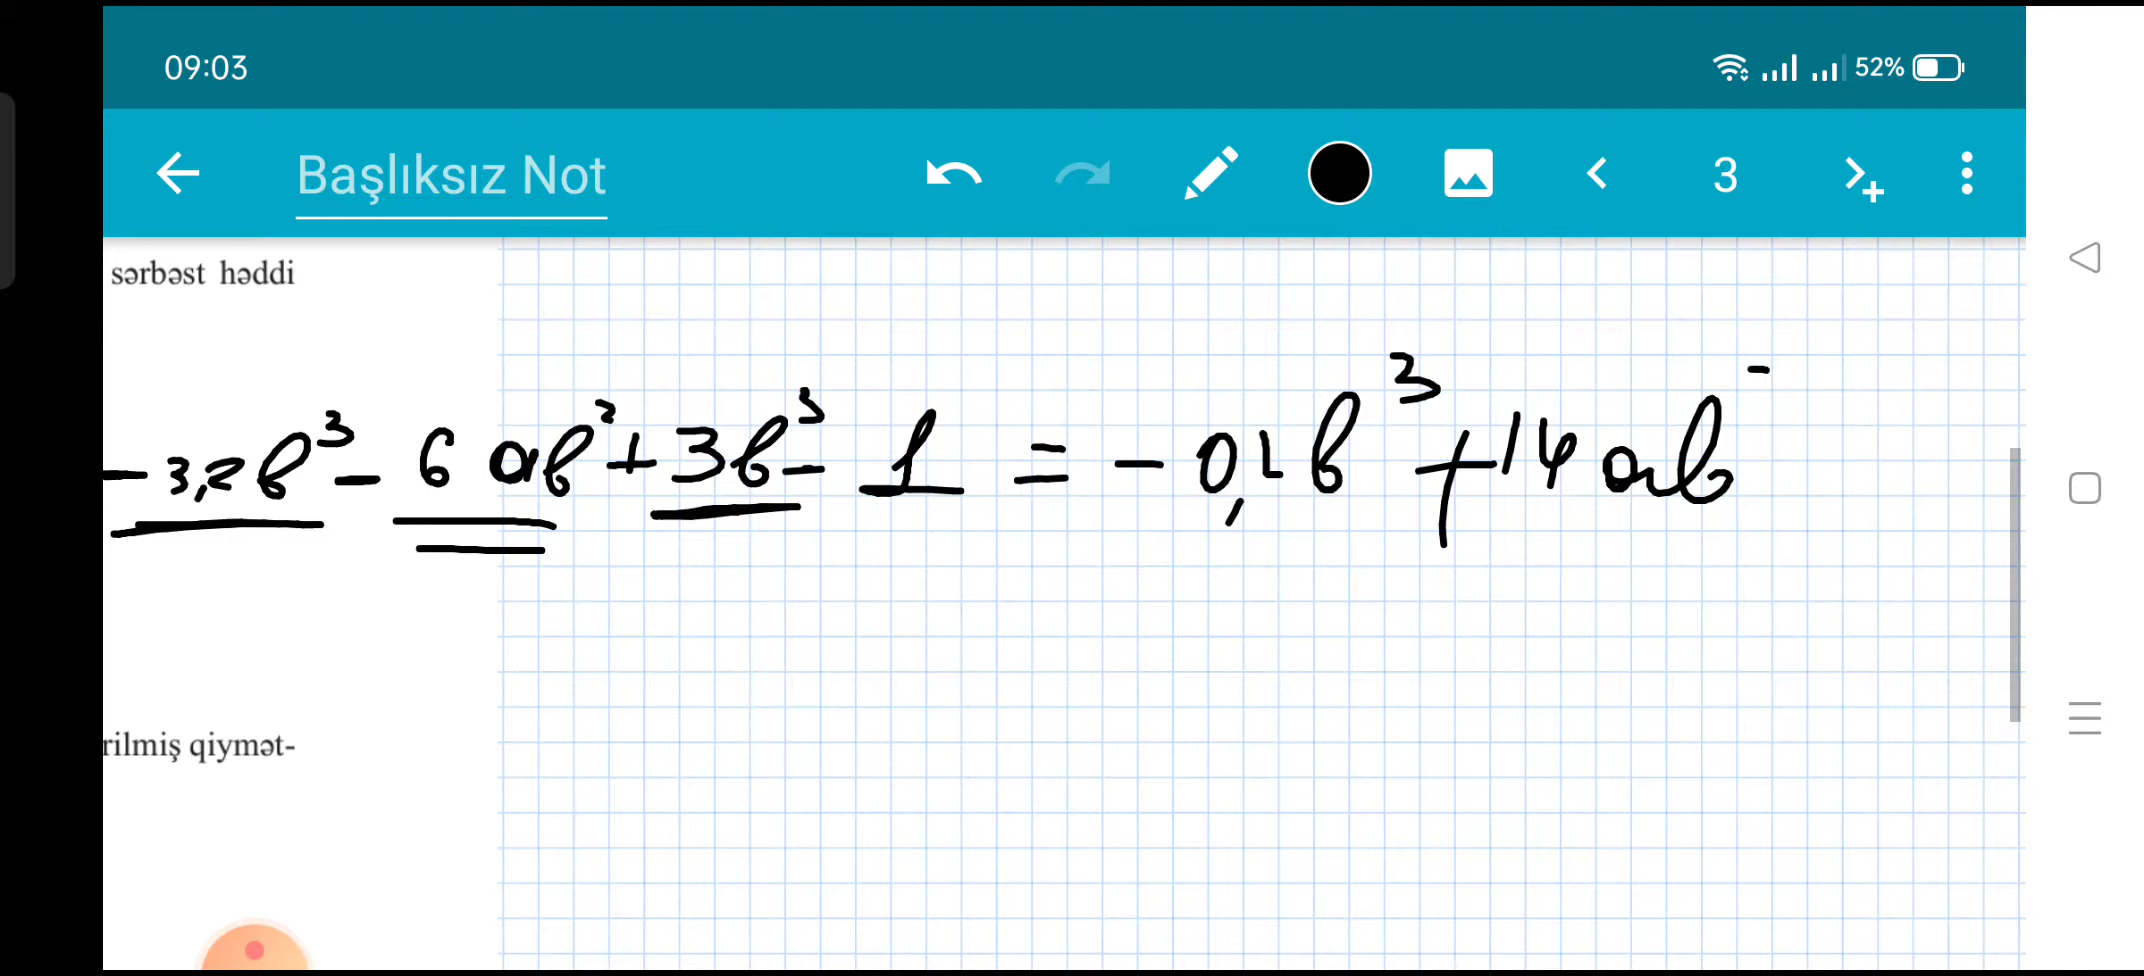 09:03 52%
Başlıksız Not 3
sərbəst həddi
- 3,2b³ - 6ab² + 3b³ - 1 = - 0,2b³ + 14ab
rilmiş qiymət-